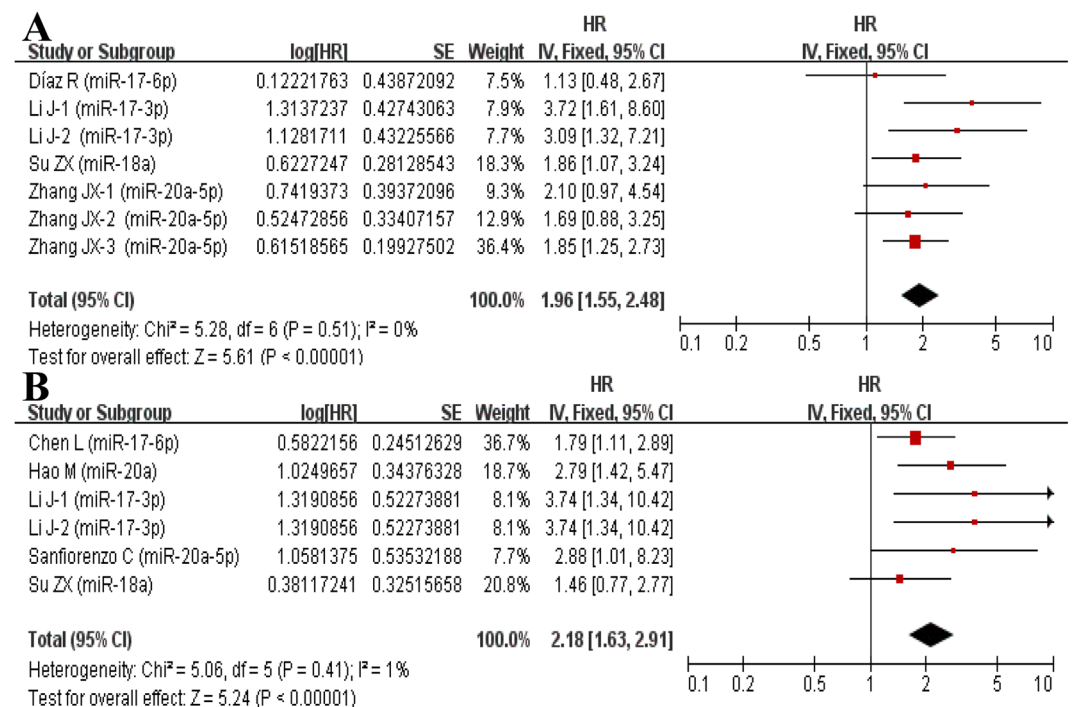 A
HR HR
Study or Subgroup log[HR] SE Weight IV, Fixed, 95% CI IV, Fixed, 95% CI
Díaz R (miR-17-6p) 0.12221763 0.43872092 7.5% 1.13 [0.48, 2.67]
Li J-1 (miR-17-3p) 1.3137237 0.42743063 7.9% 3.72 [1.61, 8.60]
Li J-2 (miR-17-3p) 1.1281711 0.43225566 7.7% 3.09 [1.32, 7.21]
Su ZX (miR-18a) 0.6227247 0.28128543 18.3% 1.86 [1.07, 3.24]
Zhang JX-1 (miR-20a-5p) 0.7419373 0.39372096 9.3% 2.10 [0.97, 4.54]
Zhang JX-2 (miR-20a-5p) 0.52472856 0.33407157 12.9% 1.69 [0.88, 3.25]
Zhang JX-3 (miR-20a-5p) 0.61518565 0.19927502 36.4% 1.85 [1.25, 2.73]
Total (95% CI) 100.0% 1.96 [1.55, 2.48]
Heterogeneity: Chi² = 5.28, df = 6 (P = 0.51); I² = 0%
Test for overall effect: Z = 5.61 (P < 0.00001)
0.1 0.2 1 2 5 10
B
HR HR
Study or Subgroup log[HR] SE Weight IV, Fixed, 95% CI IV, Fixed, 95% CI
Chen L (miR-17-6p) 0.5822156 0.24512629 36.7% 1.79 [1.11, 2.89]
Hao M (miR-20a) 1.0249657 0.34376328 18.7% 2.79 [1.42, 5.47]
Li J-1 (miR-17-3p) 1.3190856 0.52273881 8.1% 3.74 [1.34, 10.42]
Li J-2 (miR-17-3p) 1.3190856 0.52273881 8.1% 3.74 [1.34, 10.42]
Sanfiorenzo C (miR-20a-5p) 1.0581375 0.53532188 7.7% 2.88 [1.01, 8.23]
Su ZX (miR-18a) 0.38117241 0.32515658 20.8% 1.46 [0.77, 2.77]
Total (95% CI) 100.0% 2.18 [1.63, 2.91]
Heterogeneity: Chi² = 5.06, df = 5 (P = 0.41); I² = 1%
Test for overall effect: Z = 5.24 (P < 0.00001)
0.1 0.2 1 2 5 10